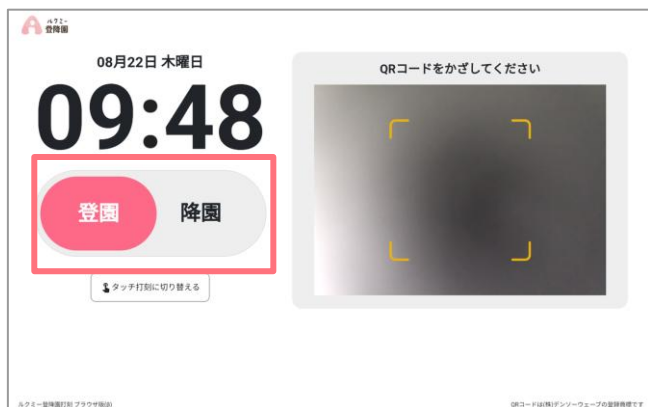 ルクミー
登降園
08月22日 木曜日
09:48
登園
降園
タッチ打刻に切り替える
QRコードをかざしてください
ルクミー登降園打刻 ブラウザ版(β)
QRコードは(株)デンソーウェーブの登録商標です